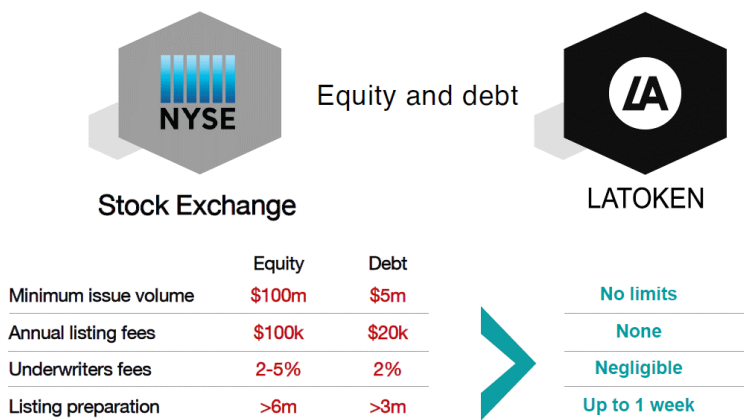 NYSE
Equity and debt
LA
Stock Exchange
LATOKEN
Equity Debt
Minimum issue volume $100m $5m No limits
Annual listing fees $100k $20k None
Underwriters fees 2-5% 2% Negligible
Listing preparation >6m >3m Up to 1 week